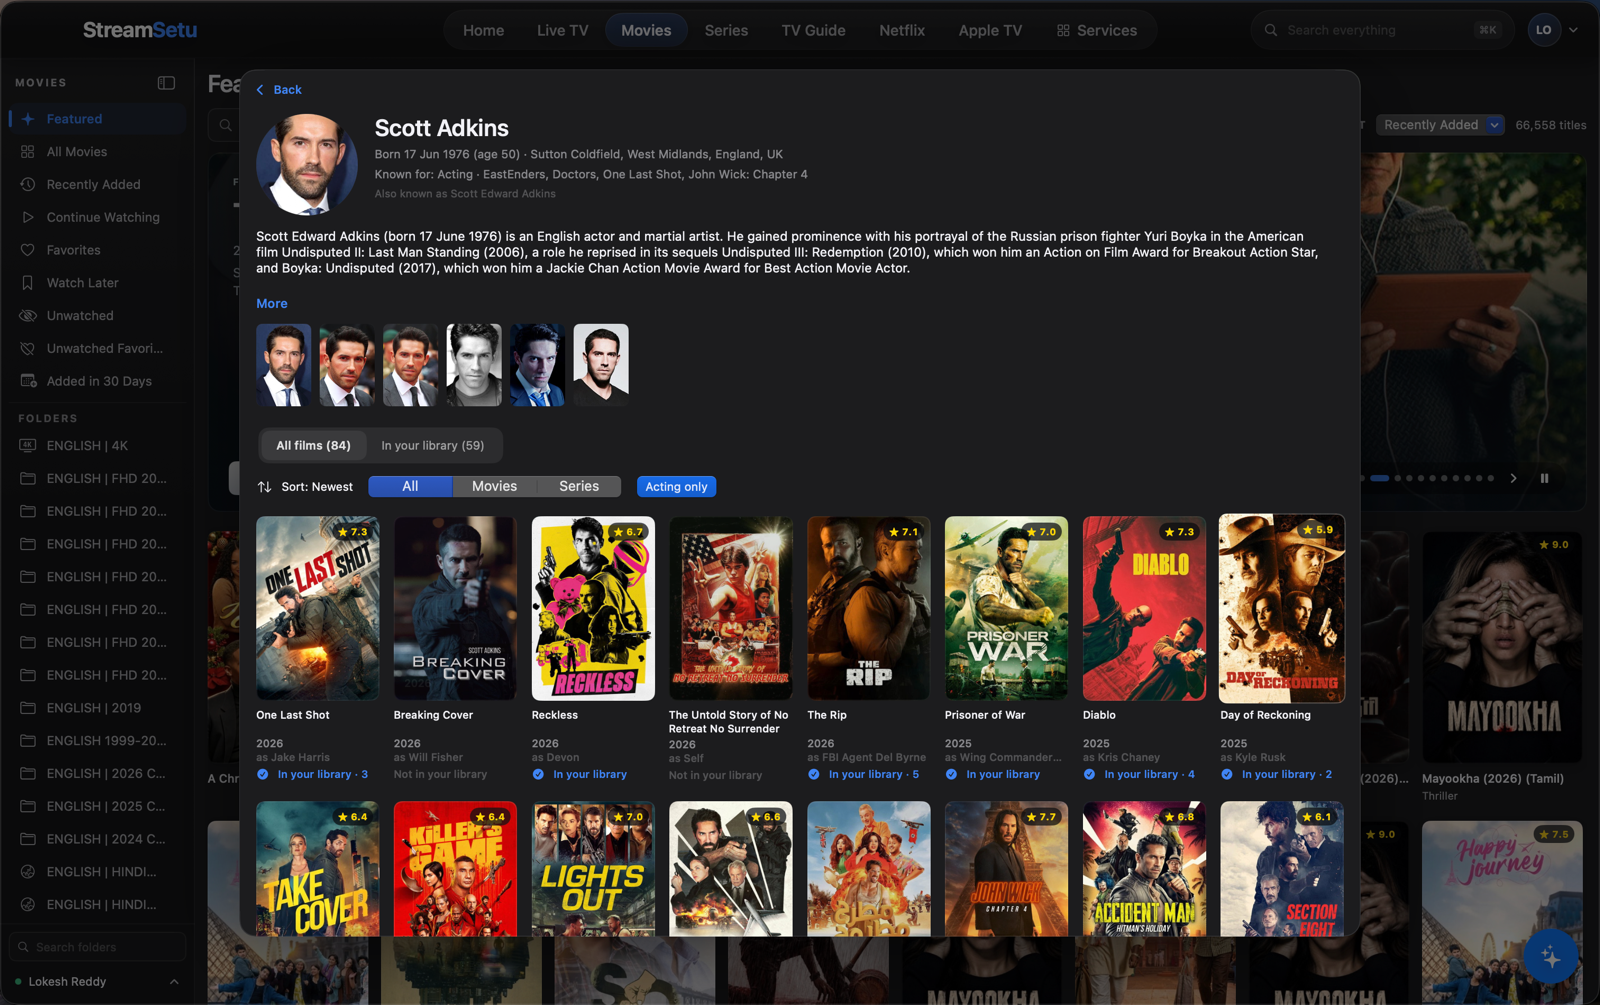 StreamSetu
Home
Live TV
Movies
Series
TV Guide
Netflix
Apple TV
Services
Search everything
⌘K
LO
MOVIES
Featured
All Movies
Recently Added
Continue Watching
Favorites
Watch Later
Unwatched
Unwatched Favori...
Added in 30 Days
FOLDERS
4K
ENGLISH | 4K
ENGLISH | FHD 20...
ENGLISH | FHD 20...
ENGLISH | FHD 20...
ENGLISH | FHD 20...
ENGLISH | FHD 20...
ENGLISH | FHD 20...
ENGLISH | FHD 20...
ENGLISH | 2019
ENGLISH 1999-20...
ENGLISH | 2026 C...
ENGLISH | 2025 C...
ENGLISH | 2024 C...
ENGLISH | HINDI...
ENGLISH | HINDI...
Search folders
Lokesh Reddy
Fea
Recently Added
66,558 titles
Back
Scott Adkins
Born 17 Jun 1976 (age 50) · Sutton Coldfield, West Midlands, England, UK
Known for: Acting · EastEnders, Doctors, One Last Shot, John Wick: Chapter 4
Also known as Scott Edward Adkins
Scott Edward Adkins (born 17 June 1976) is an English actor and martial artist. He gained prominence with his portrayal of the Russian prison fighter Yuri Boyka in the American
film Undisputed II: Last Man Standing (2006), a role he reprised in its sequels Undisputed III: Redemption (2010), which won him an Action on Film Award for Breakout Action Star,
and Boyka: Undisputed (2017), which won him a Jackie Chan Action Movie Award for Best Action Movie Actor.
More
All films (84)
In your library (59)
Sort: Newest
All
Movies
Series
Acting only
7.3
ONE LAST SHOT
One Last Shot
2026
as Jake Harris
In your library · 3
SCOTT ADKINS
BREAKING
COVER
Breaking Cover
2026
as Will Fisher
Not in your library
6.7
RECKLESS
Reckless
2026
as Devon
In your library
THE UNTOLD STORY OF
NO RETREAT NO SURRENDER
The Untold Story of No
Retreat No Surrender
2026
as Self
Not in your library
7.1
THE
RIP
The Rip
2026
as FBI Agent Del Byrne
In your library · 5
7.0
PRISONER
OF
WAR
Prisoner of War
2025
as Wing Commander...
In your library
7.3
DIABLO
Diablo
2025
as Kris Chaney
In your library · 4
5.9
DAY OF
RECKONING
Day of Reckoning
2025
as Kyle Rusk
In your library · 2
6.4
TAKE
COVER
6.4
KILLER'S
GAME
7.0
LIGHTS
OUT
6.6
7.7
JOHN WICK
CHAPTER 4
6.8
ACCIDENT MAN
HITMAN'S HOLIDAY
6.1
SECTION
EIGHT
9.0
MAYOOKHA
A Chr
(2026)...
Mayookha (2026) (Tamil)
Thriller
9.0
7.5
Happy
journey
MAYOOKHA
MAYOOKHA